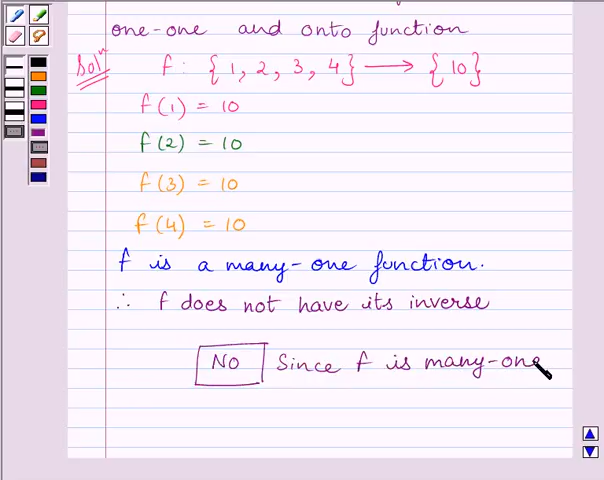 one-one and onto function
Solⁿ f : { 1, 2, 3, 4} ⟶ { 10}
f (1) = 10
f (2) = 10
f (3) = 10
f (4) = 10
f is a many-one function.
∴ f does not have its inverse
NO Since f is many-one